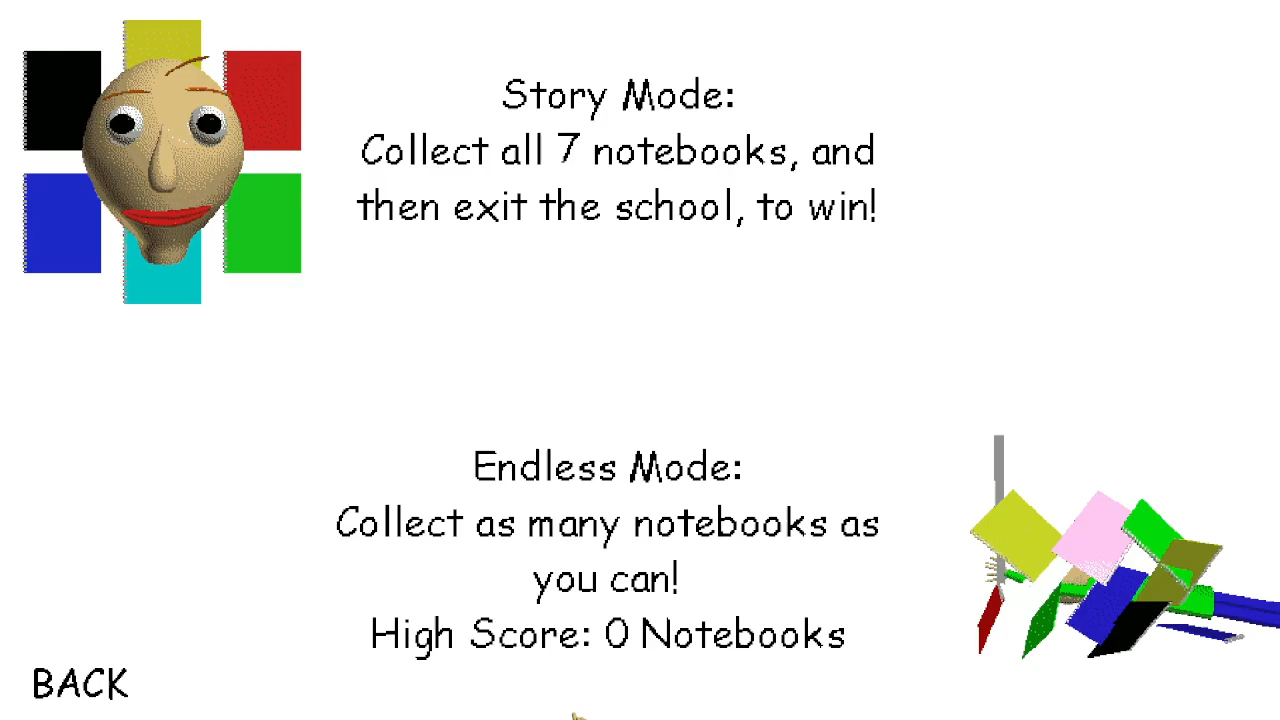 Story Mode:
Collect all 7 notebooks, and
then exit the school, to win!
Endless Mode:
Collect as many notebooks as
you can!
High Score: 0 Notebooks
BACK